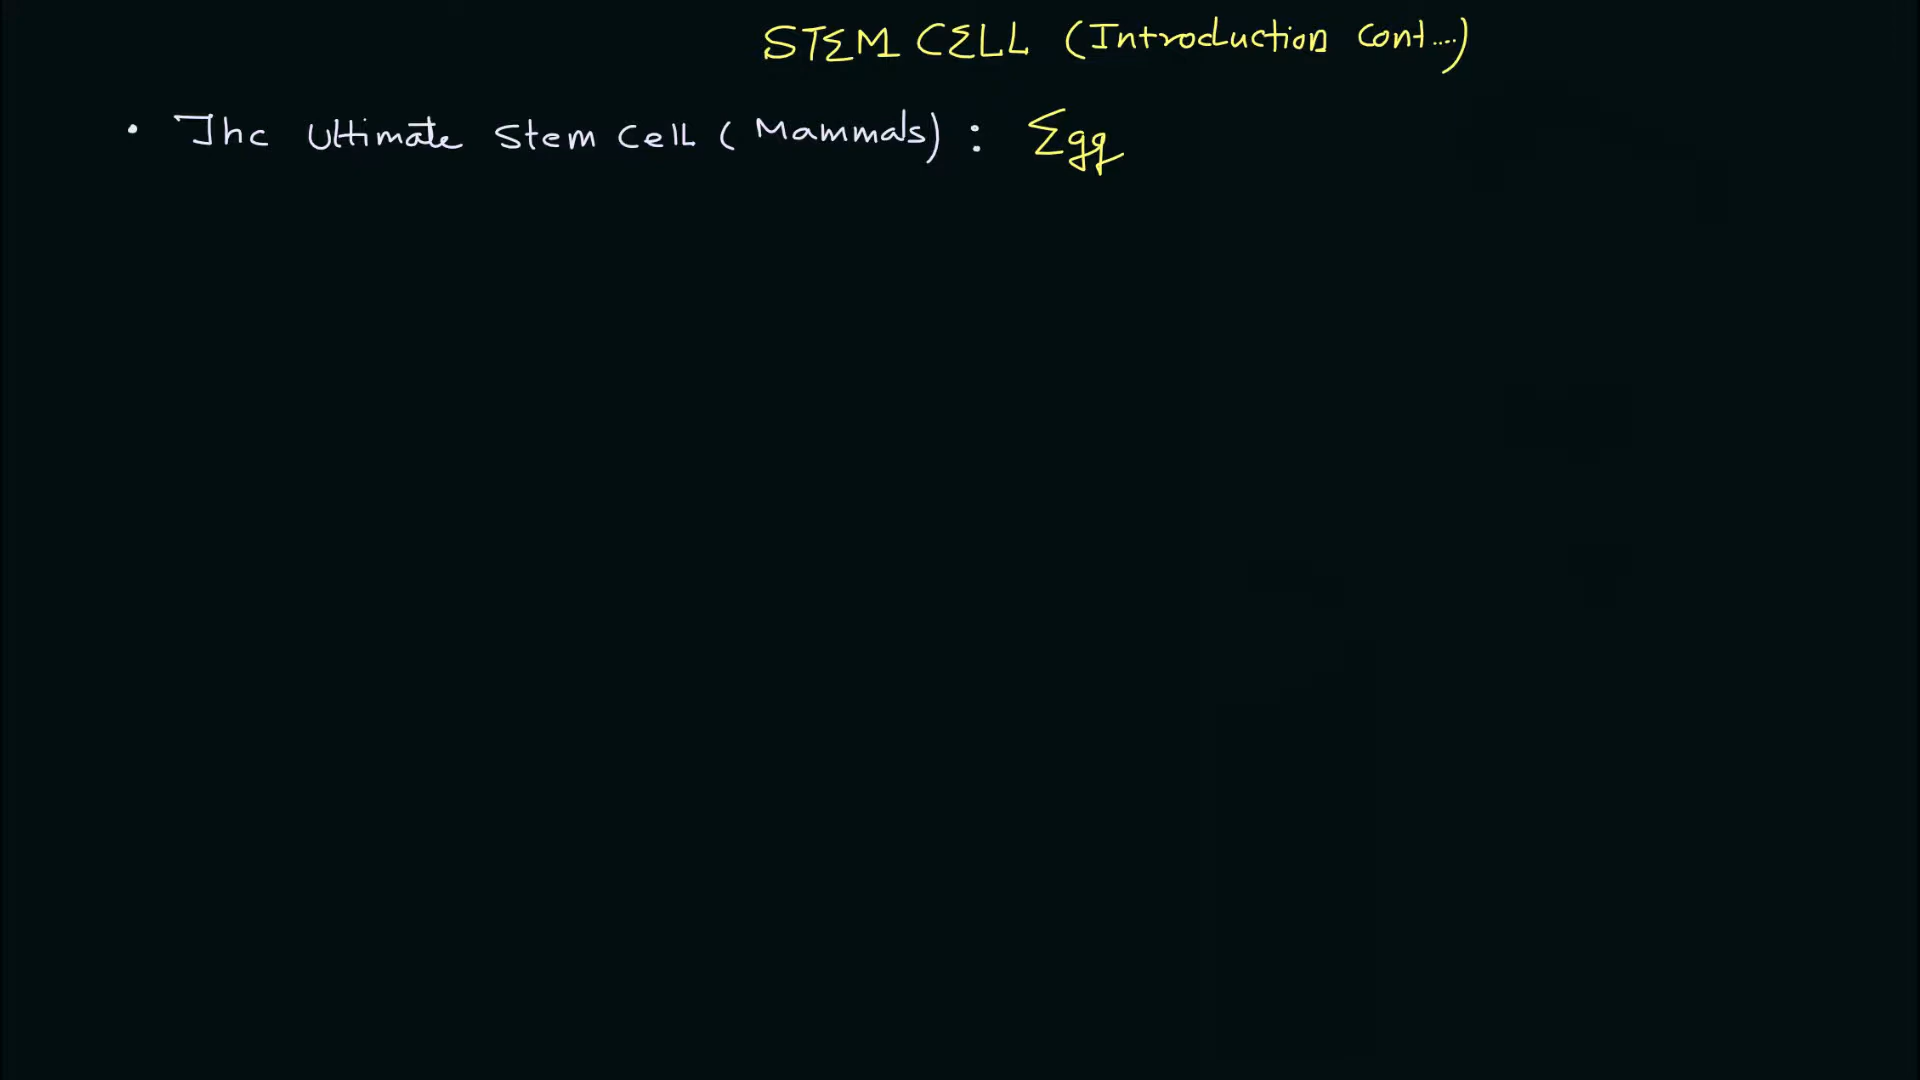 STEM CELL (Introduction Cont....)
• The Ultimate Stem Cell (Mammals) : Egg